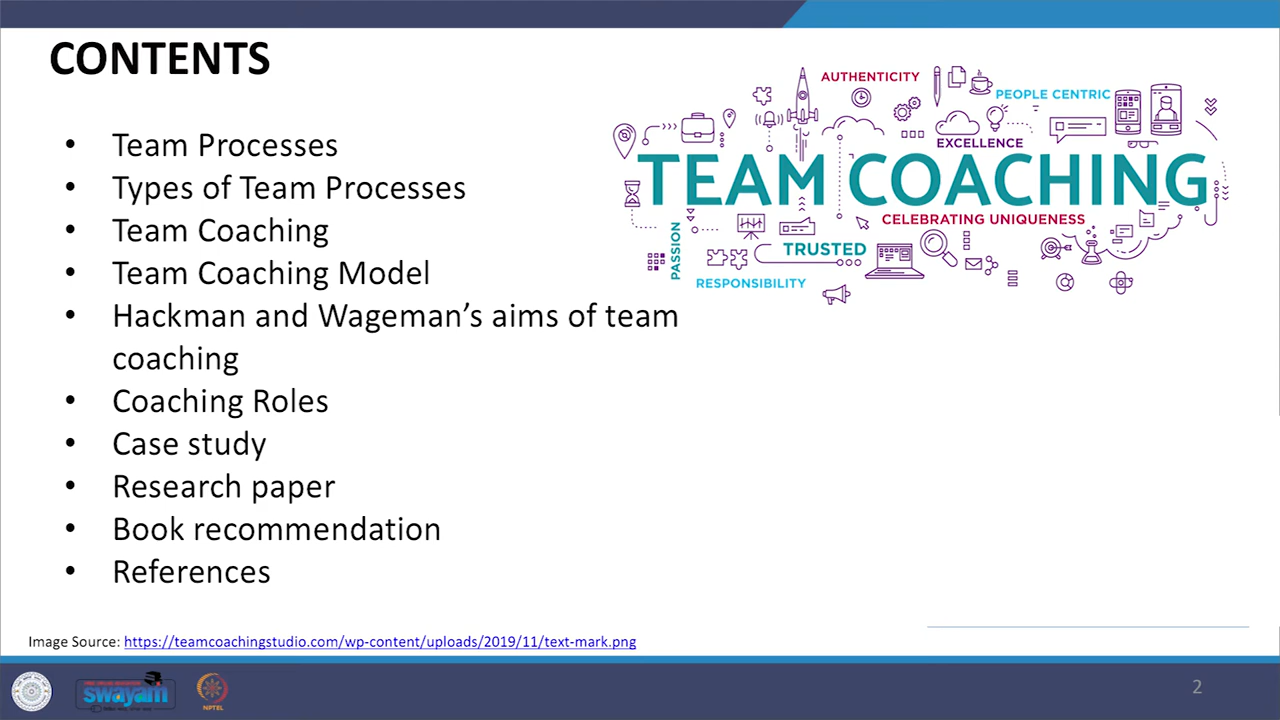 CONTENTS
• Team Processes
• Types of Team Processes
• Team Coaching
• Team Coaching Model
• Hackman and Wageman’s aims of team
coaching
• Coaching Roles
• Case study
• Research paper
• Book recommendation
• References
AUTHENTICITY
PEOPLE CENTRIC
EXCELLENCE
TEAM COACHING
CELEBRATING UNIQUENESS
PASSION
TRUSTED
RESPONSIBILITY
Image Source: https://teamcoachingstudio.com/wp-content/uploads/2019/11/text-mark.png
swayam
NPTEL
2